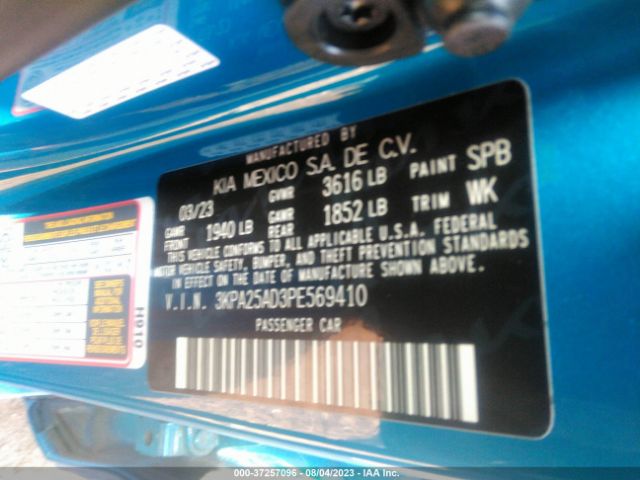 MANUFACTURED BY
KIA MEXICO S.A. DE C.V.
03/23 GVWR 3616 LB PAINT SPB
GAWR FRONT 1940 LB GAWR REAR 1852 LB TRIM WK
THIS VEHICLE CONFORMS TO ALL APPLICABLE U.S.A. FEDERAL
MOTOR VEHICLE SAFETY, BUMPER, AND THEFT PREVENTION STANDARDS
IN EFFECT ON THE DATE OF MANUFACTURE SHOWN ABOVE.
V.I.N. 3KPA25AD3PE569410
PASSENGER CAR
H910
000-37257096 - 08/04/2023 - IAA Inc.